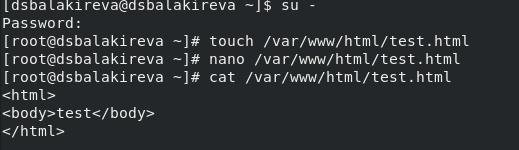 [dsbalakireva@dsbalakireva ~]$ su -
Password:
[root@dsbalakireva ~]# touch /var/www/html/test.html
[root@dsbalakireva ~]# nano /var/www/html/test.html
[root@dsbalakireva ~]# cat /var/www/html/test.html
<html>
<body>test</body>
</html>